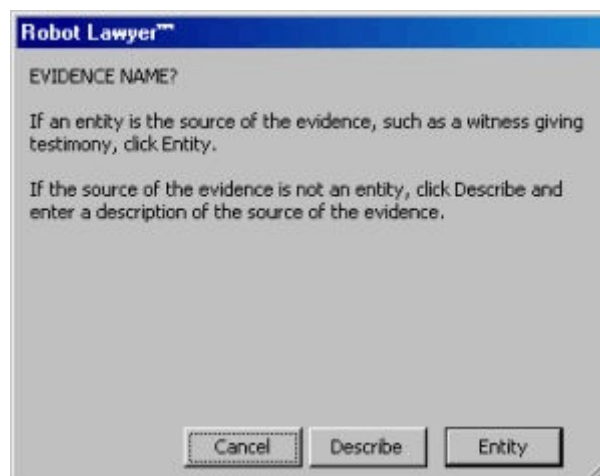 Robot Lawyer™
EVIDENCE NAME?
If an entity is the source of the evidence, such as a witness giving
testimony, click Entity.
If the source of the evidence is not an entity, click Describe and
enter a description of the source of the evidence.
Cancel Describe Entity